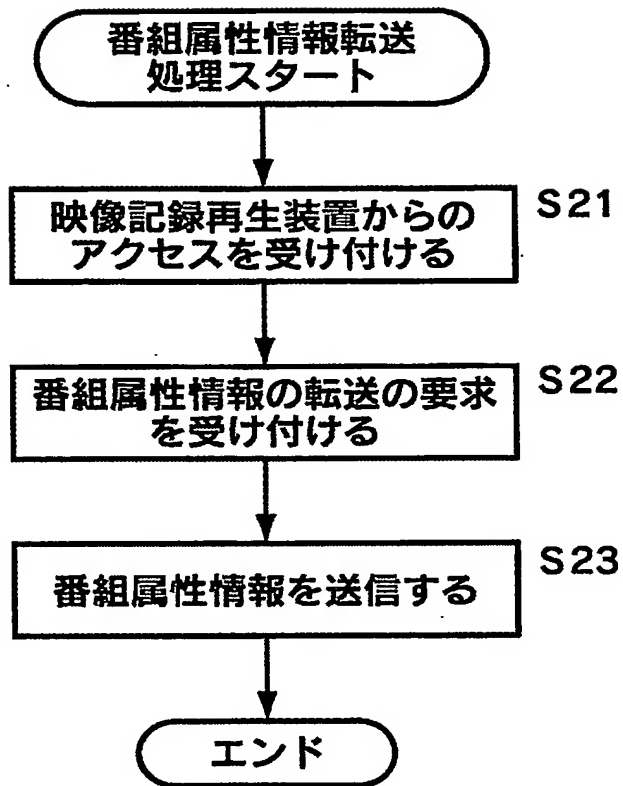 番組属性情報転送
処理スタート
映像記録再生装置からの
アクセスを受け付ける
S21
番組属性情報の転送の要求
を受け付ける
S22
番組属性情報を送信する
S23
エンド